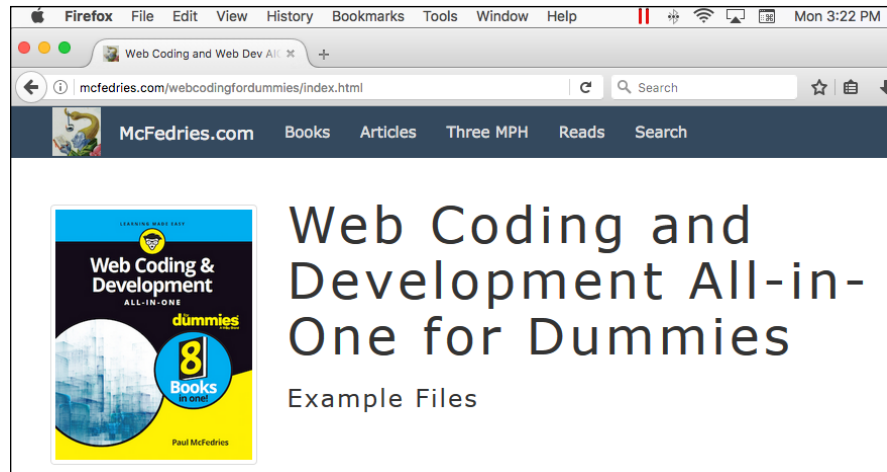 Firefox File Edit View History Bookmarks Tools Window Help Mon 3:22 PM
Web Coding and Web Dev
mcfedries.com/webcodingfordummies/index.html Search
McFedries.com Books Articles Three MPH Reads Search
Web Coding and
Development All-in-
One for Dummies
Example Files
LEARNING MADE EASY
Web Coding &
Development
ALL-IN-ONE
dummies
A Wiley Brand
8
Books
in one!
Paul McFedries